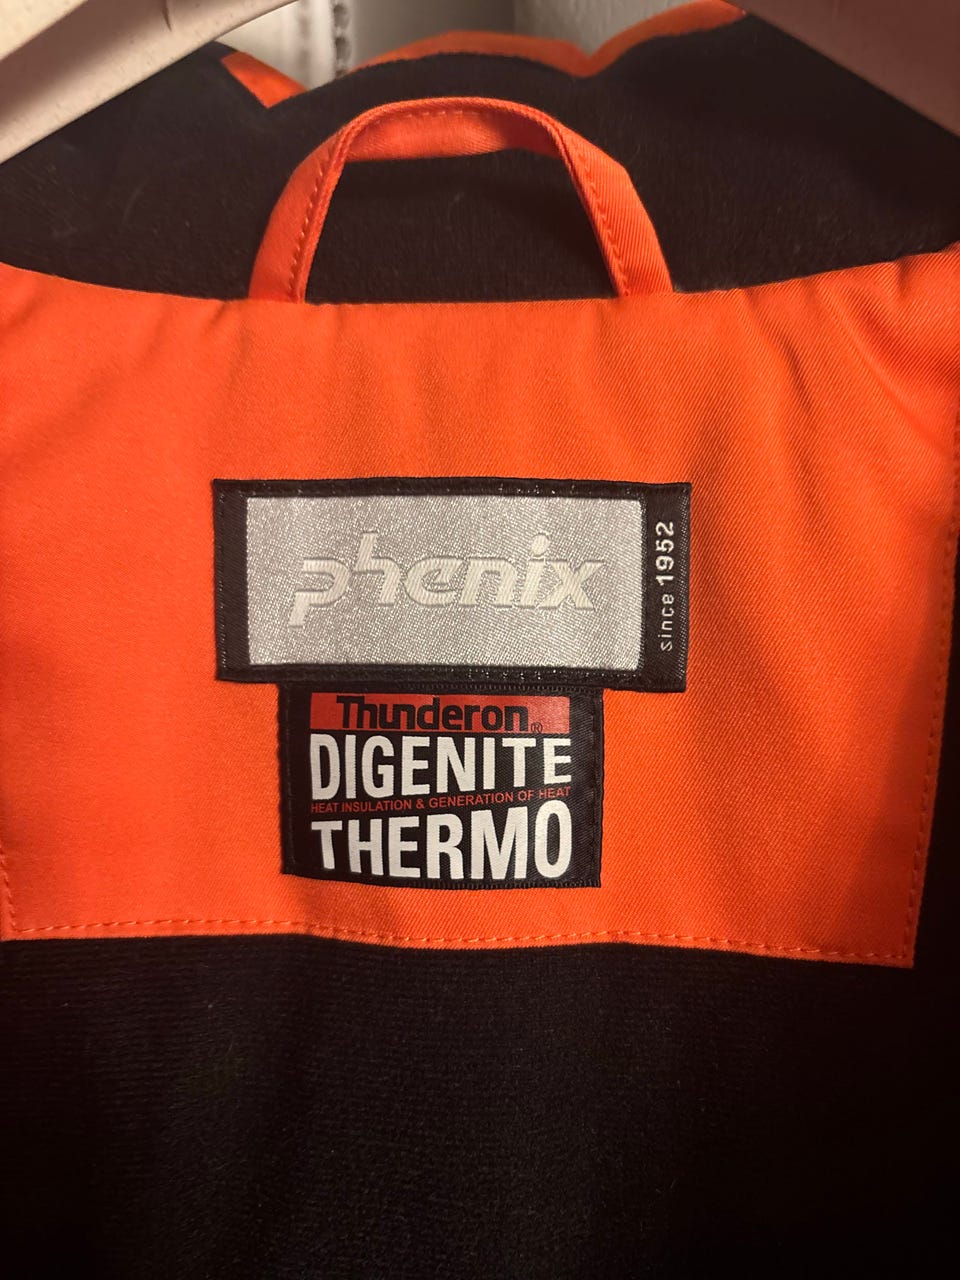 phenix
since 1952
Thunderon®
DIGENITE
HEAT INSULATION & GENERATION OF HEAT
THERMO